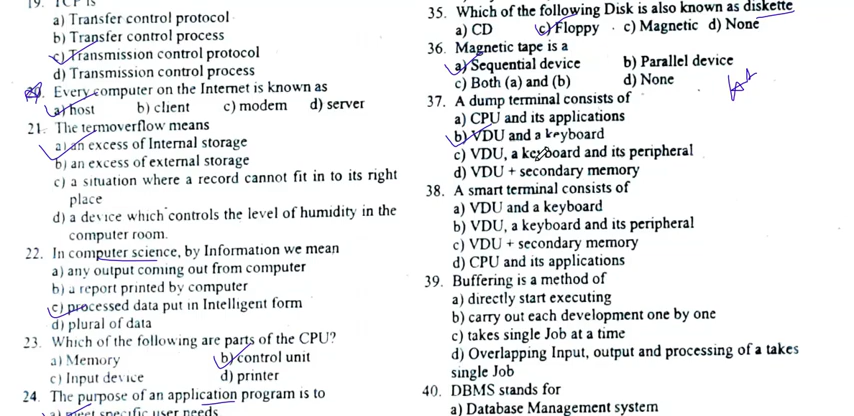 19. TCP is
a) Transfer control protocol
b) Transfer control process
c) Transmission control protocol
d) Transmission control process
20. Every computer on the Internet is known as
a) host b) client c) modem d) server
21. The termoverflow means
a) an excess of Internal storage
b) an excess of external storage
c) a situation where a record cannot fit in to its right
place
d) a device which controls the level of humidity in the
computer room.
22. In computer science, by Information we mean
a) any output coming out from computer
b) a report printed by computer
c) processed data put in Intelligent form
d) plural of data
23. Which of the following are parts of the CPU?
a) Memory b) control unit
c) Input device d) printer
24. The purpose of an application program is to
a) meet specific user needs
35. Which of the following Disk is also known as diskette
a) CD c) Floppy c) Magnetic d) None
36. Magnetic tape is a
a) Sequential device b) Parallel device
c) Both (a) and (b) d) None
37. A dump terminal consists of
a) CPU and its applications
b) VDU and a keyboard
c) VDU, a keyboard and its peripheral
d) VDU + secondary memory
38. A smart terminal consists of
a) VDU and a keyboard
b) VDU, a keyboard and its peripheral
c) VDU + secondary memory
d) CPU and its applications
39. Buffering is a method of
a) directly start executing
b) carry out each development one by one
c) takes single Job at a time
d) Overlapping Input, output and processing of a takes
single Job
40. DBMS stands for
a) Database Management system